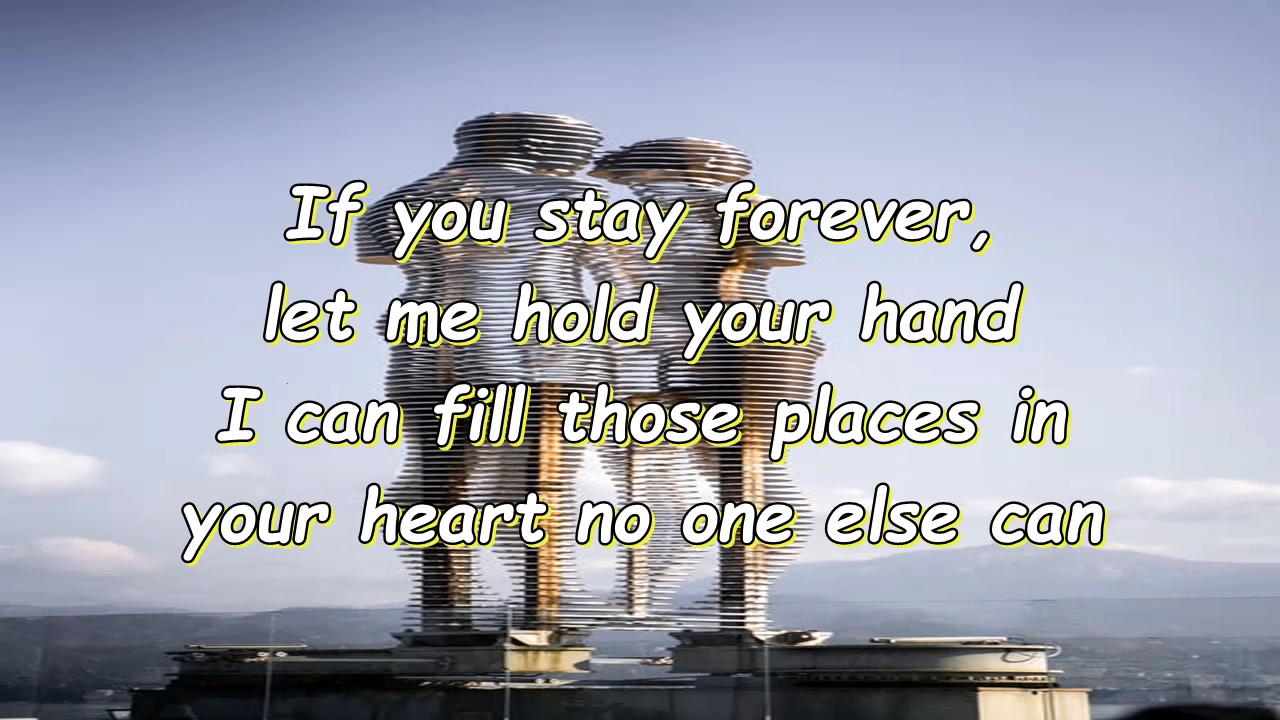 If you stay forever,
let me hold your hand
I can fill those places in
your heart no one else can